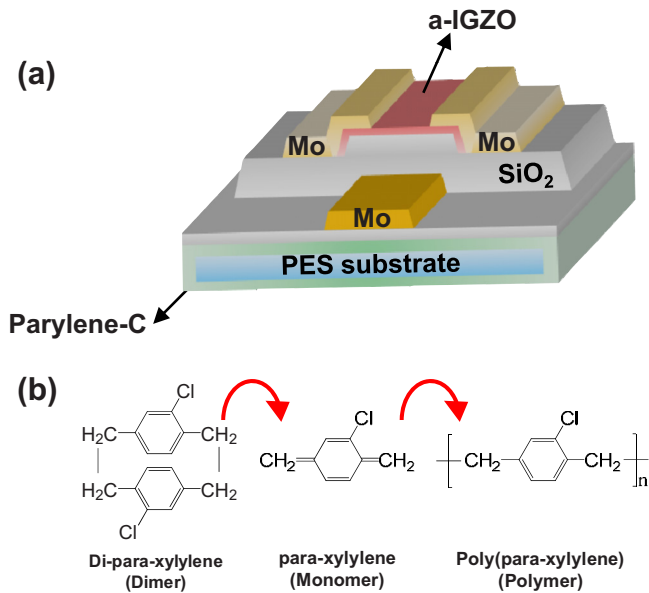 (a)
a-IGZO
Mo
Mo
SiO₂
Mo
PES substrate
Parylene-C
(b)
Cl
H₂C
CH₂
H₂C
CH₂
Cl
Cl
CH₂
CH₂
Cl
CH₂
CH₂
n
Di-para-xylylene
(Dimer)
para-xylylene
(Monomer)
Poly(para-xylylene)
(Polymer)